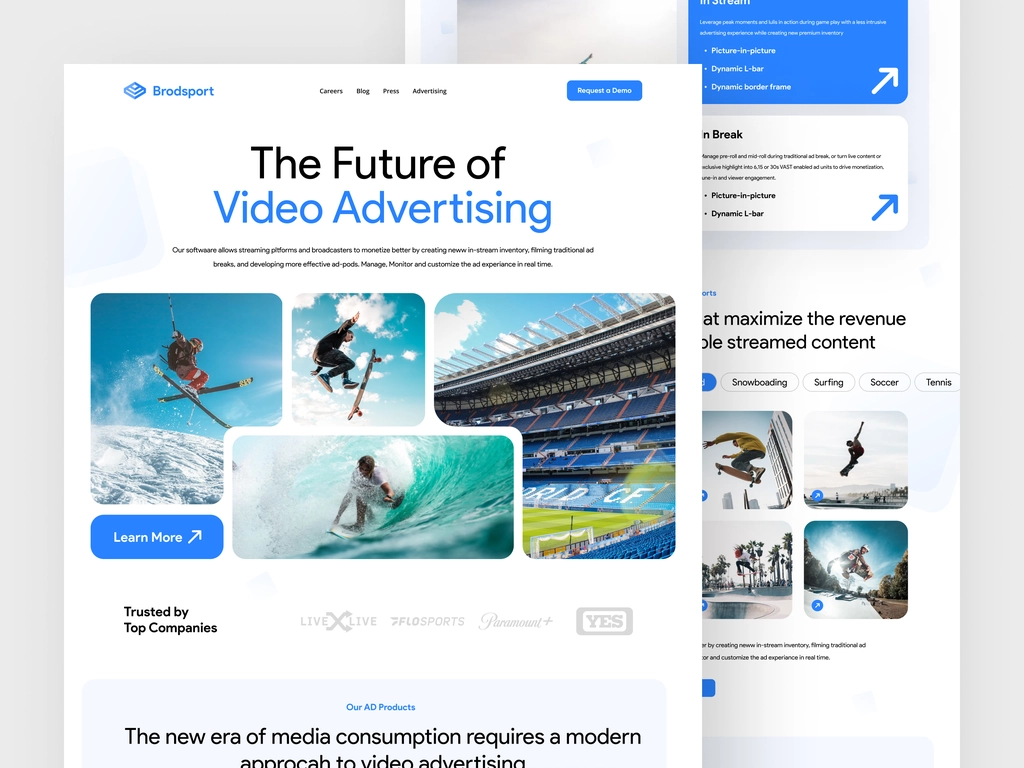 Brodsport
Careers Blog Press Advertising
Request a Demo
The Future of
Video Advertising
Our softwaare allows streaming pltforms and broadcasters to monetize better by creating neww in-stream inventory, filming traditional ad
breaks, and developing more effective ad-pods. Manage, Monitor and customize the ad experiance in real time.
Learn More
Trusted by
Top Companies
LIVE X LIVE
FLOSPORTS
Paramount+
YES
Our AD Products
The new era of media consumption requires a modern
approcah to video advertising
In Stream
Leverage peak moments and lulls in action during game play with a less intrusive
advertising experience while creating new premium inventory
• Picture-in-picture
• Dynamic L-bar
• Dynamic border frame
In Break
Manage pre-roll and mid-roll during traditional ad break, or turn live content or
exclusive highlight into 6,15 or 30s VAST enabled ad units to drive monetization,
tune-in and viewer engagement.
• Picture-in-picture
• Dynamic L-bar
orts
at maximize the revenue
ble streamed content
Snowboading Surfing Soccer Tennis
er by creating neww in-stream inventory, filming traditional ad
or and customize the ad experiance in real time.